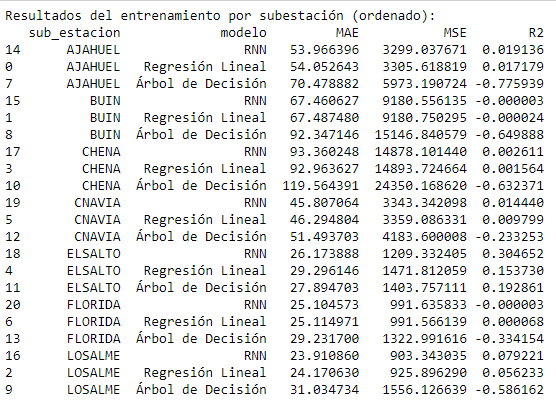 Resultados del entrenamiento por subestación (ordenado):
sub_estacion modelo MAE MSE R2
14 AJAHUEL RNN 53.966396 3299.037671 0.019136
0 AJAHUEL Regresión Lineal 54.052643 3305.618819 0.017179
7 AJAHUEL Árbol de Decisión 70.478882 5973.190724 -0.775939
15 BUIN RNN 67.460627 9180.556135 -0.000003
1 BUIN Regresión Lineal 67.487480 9180.750295 -0.000024
8 BUIN Árbol de Decisión 92.347146 15146.840579 -0.649888
17 CHENA RNN 93.360248 14878.101440 0.002611
3 CHENA Regresión Lineal 92.963627 14893.724664 0.001564
10 CHENA Árbol de Decisión 119.564391 24350.168620 -0.632371
19 CNAVIA RNN 45.807064 3343.342098 0.014440
5 CNAVIA Regresión Lineal 46.294804 3359.086331 0.009799
12 CNAVIA Árbol de Decisión 51.493703 4183.600008 -0.233253
18 ELSALTO RNN 26.173888 1209.332405 0.304652
4 ELSALTO Regresión Lineal 29.296146 1471.812059 0.153730
11 ELSALTO Árbol de Decisión 27.894703 1403.757111 0.192861
20 FLORIDA RNN 25.104573 991.635833 -0.000003
6 FLORIDA Regresión Lineal 25.114971 991.566139 0.000068
13 FLORIDA Árbol de Decisión 29.231700 1322.991616 -0.334154
16 LOSALME RNN 23.910860 903.343035 0.079221
2 LOSALME Regresión Lineal 24.170630 925.896290 0.056233
9 LOSALME Árbol de Decisión 31.034734 1556.126639 -0.586162